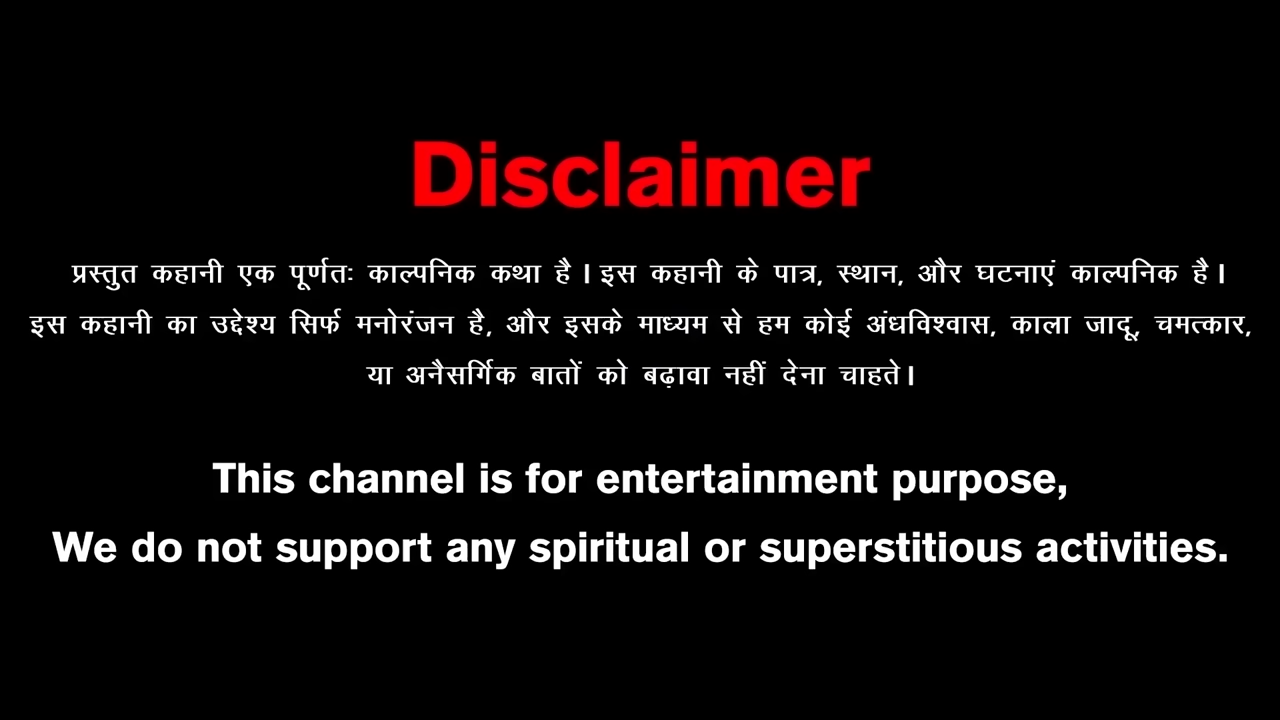 Disclaimer
प्रस्तुत कहानी एक पूर्णतः काल्पनिक कथा है। इस कहानी के पात्र, स्थान, और घटनाएं काल्पनिक है।
इस कहानी का उद्देश्य सिर्फ मनोरंजन है, और इसके माध्यम से हम कोई अंधविश्वास, काला जादू, चमत्कार,
या अनैसर्गिक बातों को बढ़ावा नहीं देना चाहते।
This channel is for entertainment purpose,
We do not support any spiritual or superstitious activities.